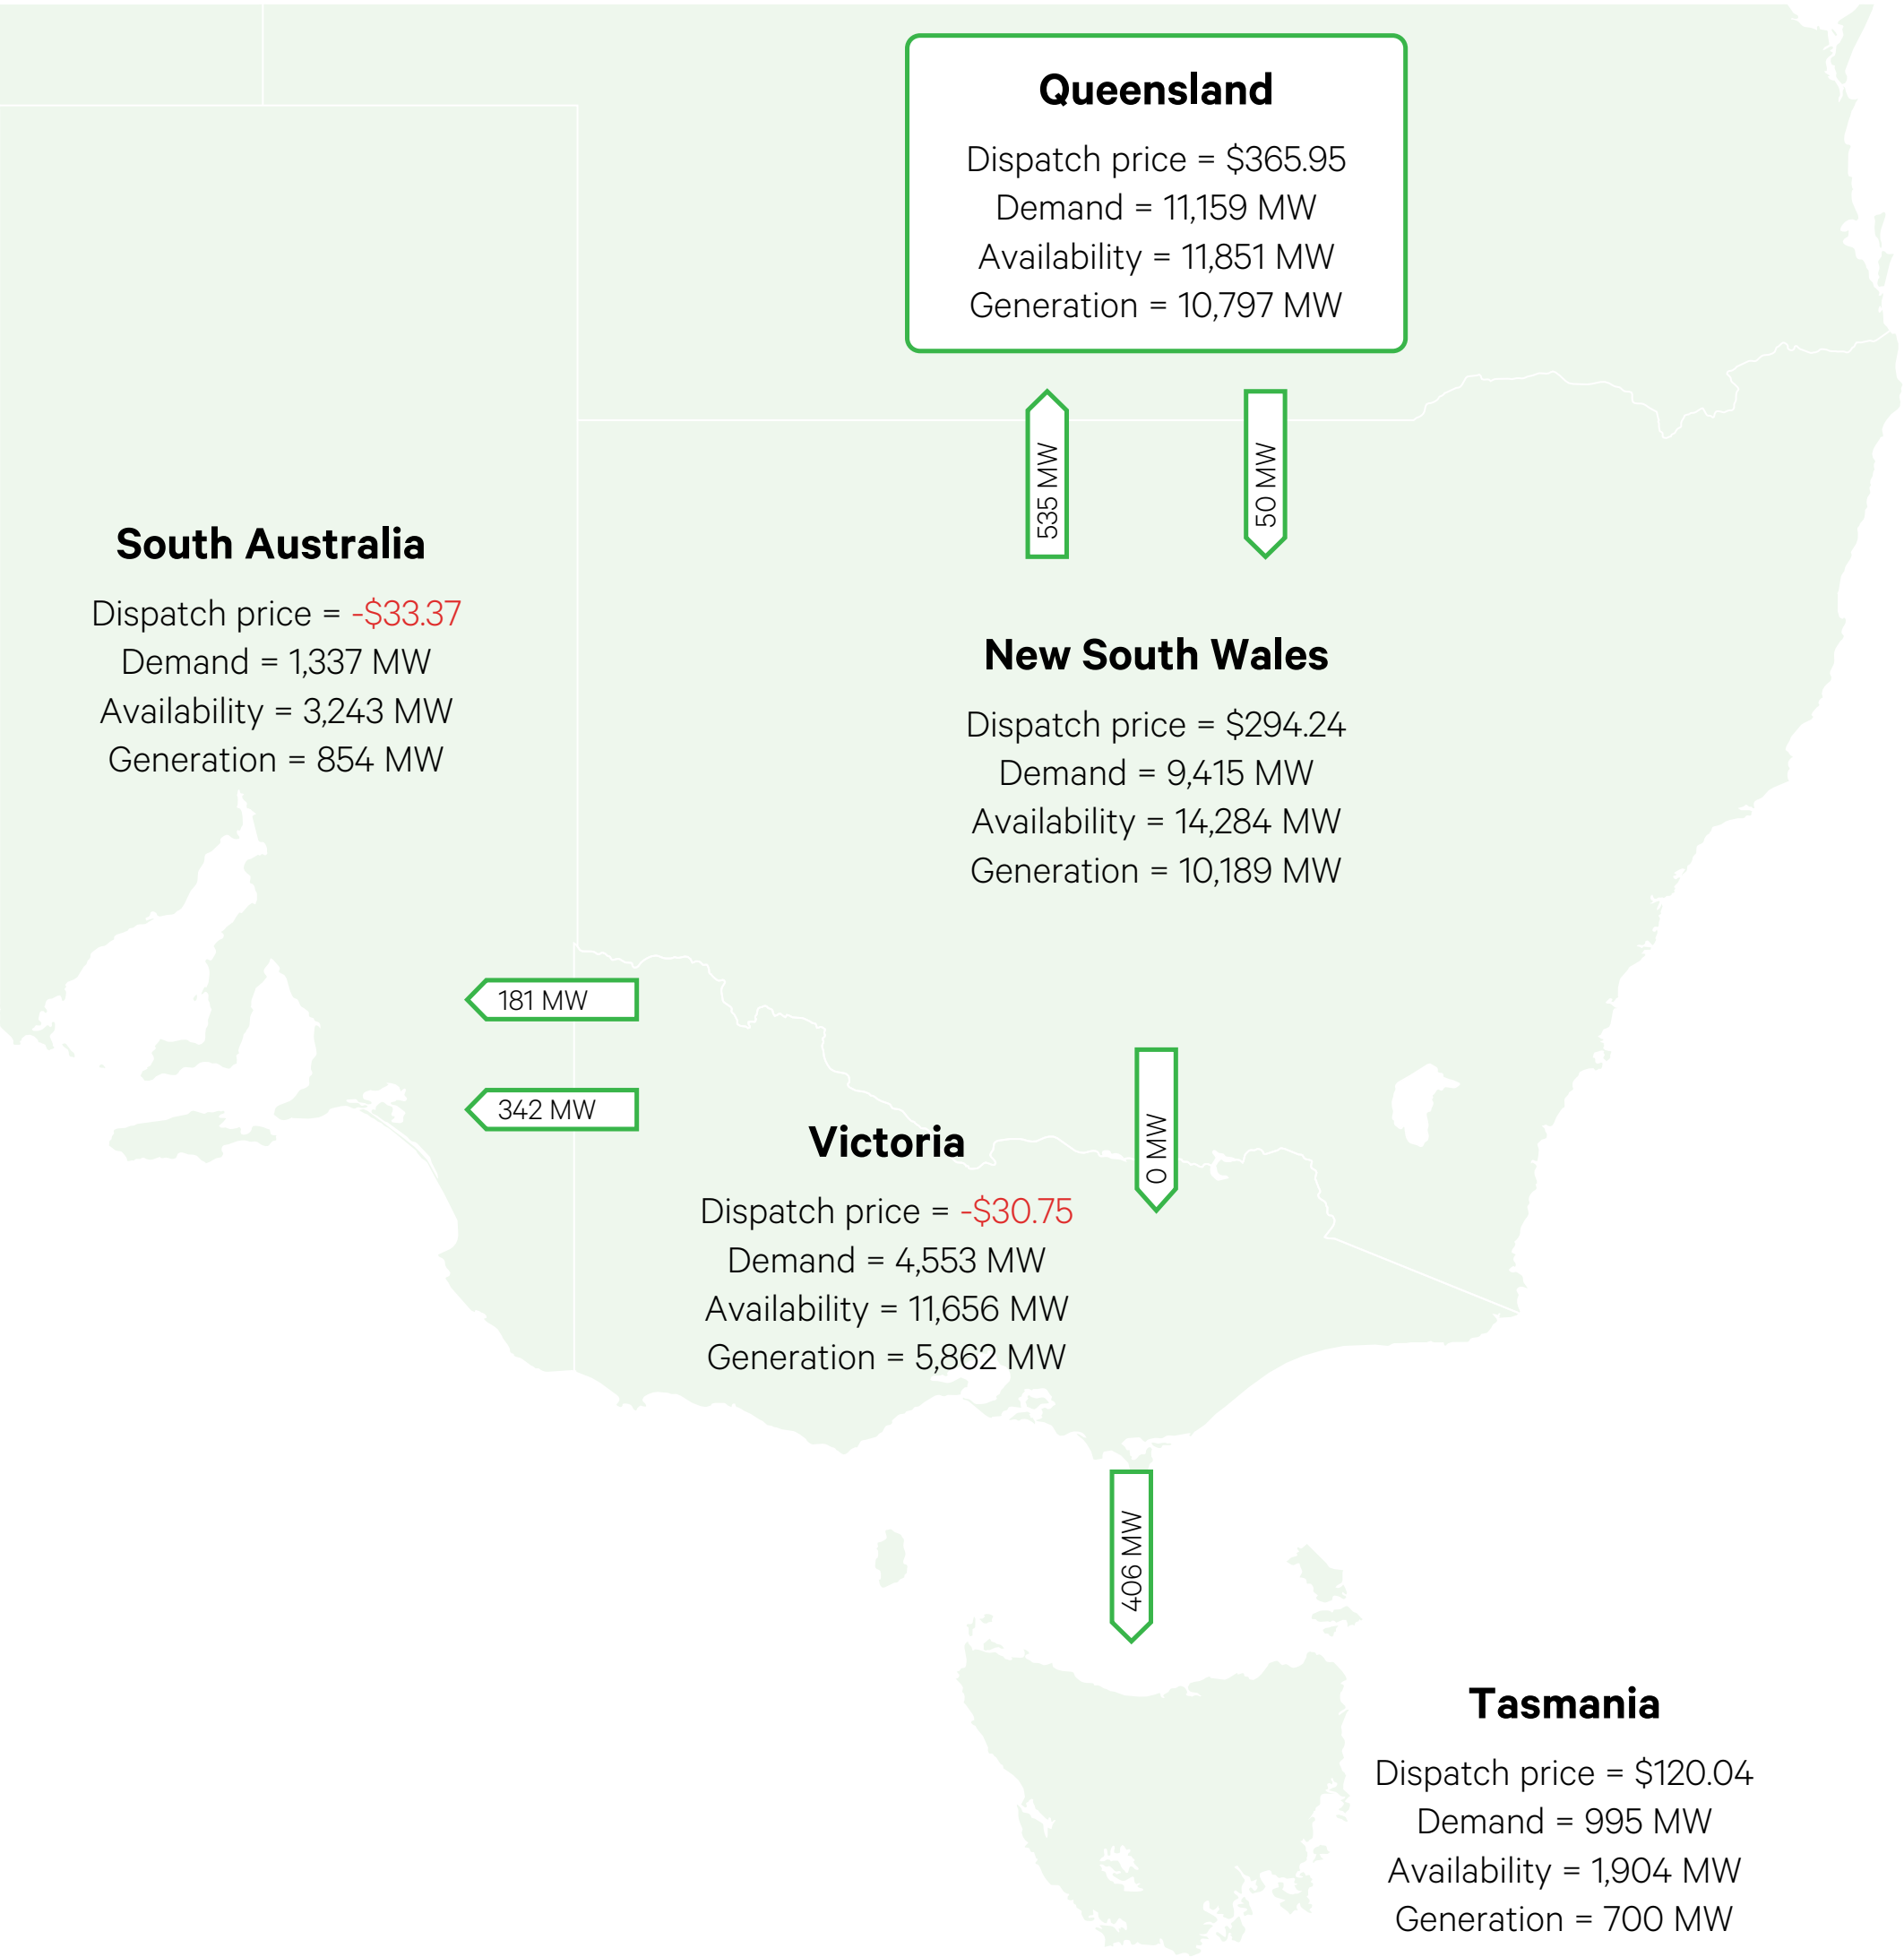 Queensland
Dispatch price = $365.95
Demand = 11,159 MW
Availability = 11,851 MW
Generation = 10,797 MW
535 MW
50 MW
South Australia
Dispatch price = -$33.37
Demand = 1,337 MW
Availability = 3,243 MW
Generation = 854 MW
New South Wales
Dispatch price = $294.24
Demand = 9,415 MW
Availability = 14,284 MW
Generation = 10,189 MW
181 MW
342 MW
0 MW
Victoria
Dispatch price = -$30.75
Demand = 4,553 MW
Availability = 11,656 MW
Generation = 5,862 MW
406 MW
Tasmania
Dispatch price = $120.04
Demand = 995 MW
Availability = 1,904 MW
Generation = 700 MW